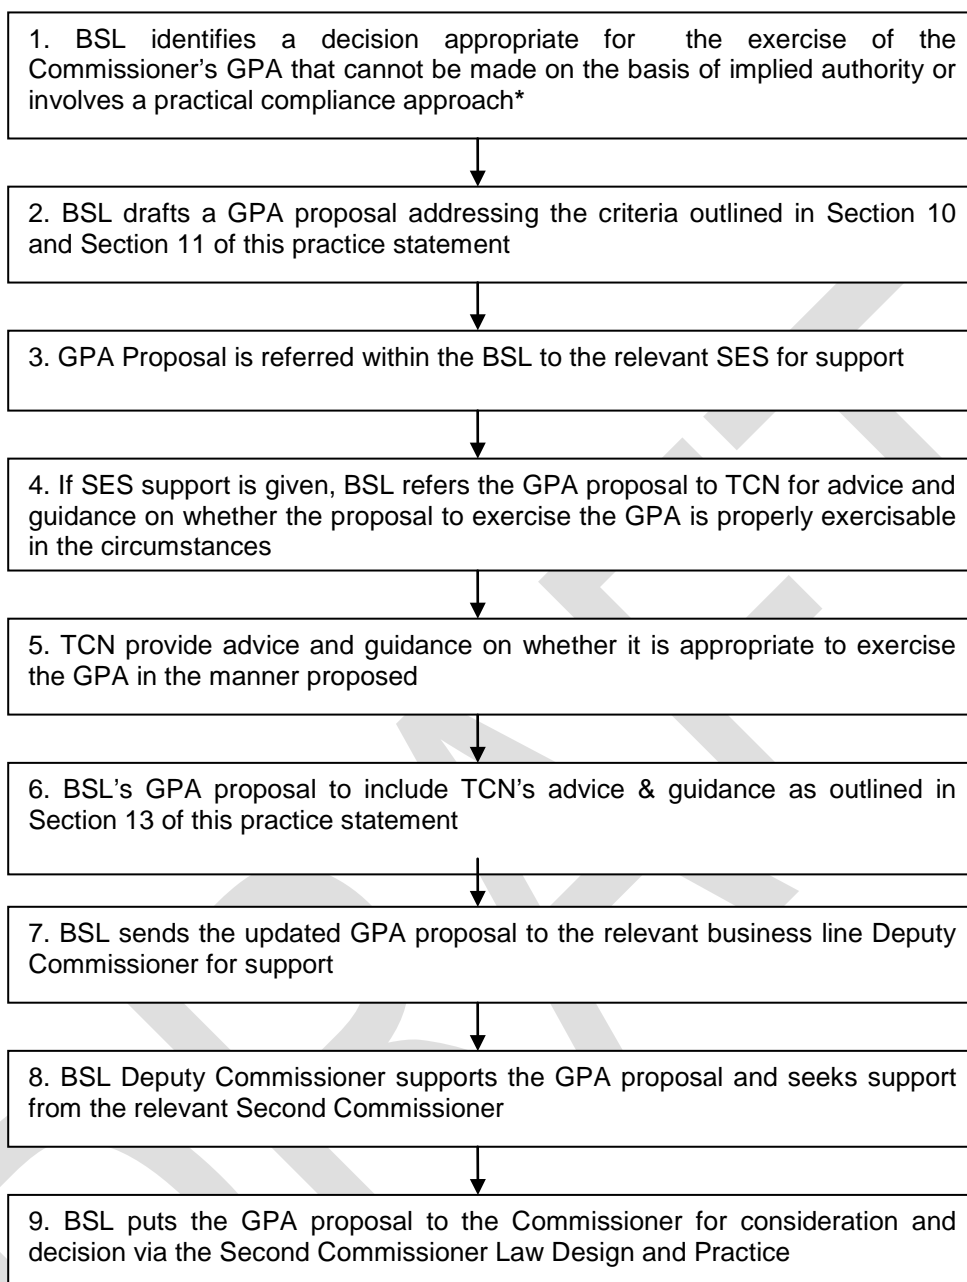 1. BSL identifies a decision appropriate for the exercise of the
Commissioner's GPA that cannot be made on the basis of implied authority or
involves a practical compliance approach*
2. BSL drafts a GPA proposal addressing the criteria outlined in Section 10
and Section 11 of this practice statement
3. GPA Proposal is referred within the BSL to the relevant SES for support
4. If SES support is given, BSL refers the GPA proposal to TCN for advice and
guidance on whether the proposal to exercise the GPA is properly exercisable
in the circumstances
5. TCN provide advice and guidance on whether it is appropriate to exercise
the GPA in the manner proposed
6. BSL's GPA proposal to include TCN's advice & guidance as outlined in
Section 13 of this practice statement
7. BSL sends the updated GPA proposal to the relevant business line Deputy
Commissioner for support
8. BSL Deputy Commissioner supports the GPA proposal and seeks support
from the relevant Second Commissioner
9. BSL puts the GPA proposal to the Commissioner for consideration and
decision via the Second Commissioner Law Design and Practice
DRAFT